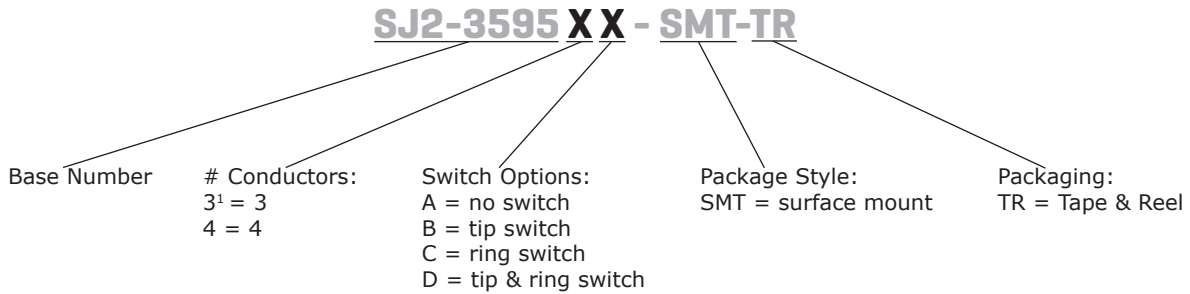 SJ2-3595 X X - SMT-TR
Base Number
# Conductors:
3¹ = 3
4 = 4
Switch Options:
A = no switch
B = tip switch
C = ring switch
D = tip & ring switch
Package Style:
SMT = surface mount
Packaging:
TR = Tape & Reel